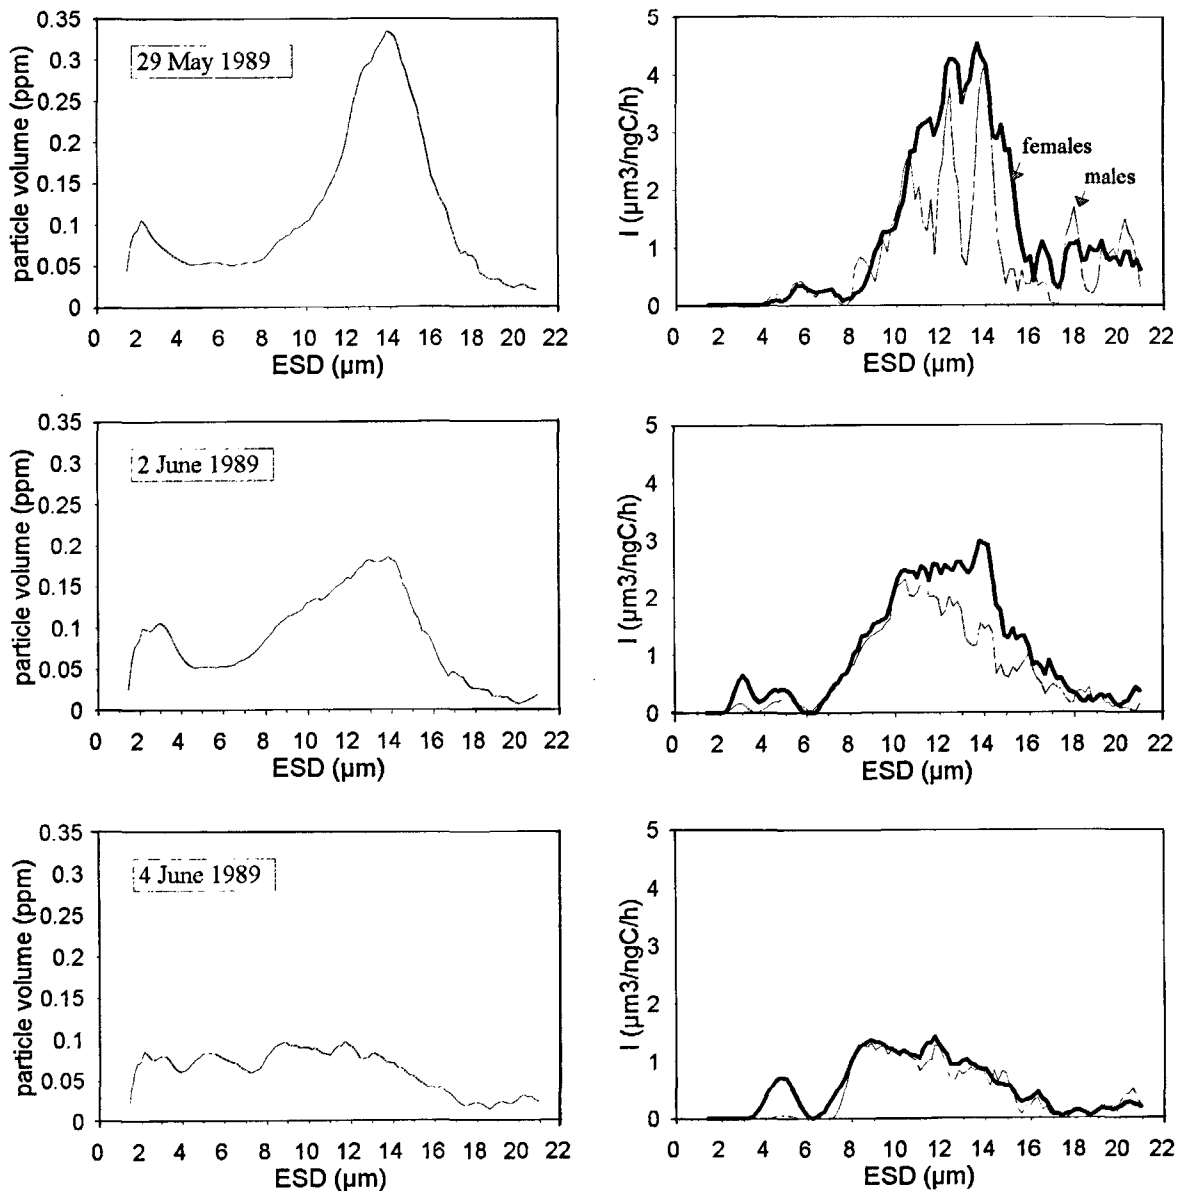 particle volume (ppm)
0.35
0.3
0.25
0.2
0.15
0.1
0.05
0
29 May 1989
0 2 4 6 8 10 12 14 16 18 20 22
ESD (µm)
I (µm3/ngC/h)
5
4
3
2
1
0
females
males
0 2 4 6 8 10 12 14 16 18 20 22
ESD (µm)
particle volume (ppm)
0.35
0.3
0.25
0.2
0.15
0.1
0.05
0
2 June 1989
0 2 4 6 8 10 12 14 16 18 20 22
ESD (µm)
I (µm3/ngC/h)
5
4
3
2
1
0
0 2 4 6 8 10 12 14 16 18 20 22
ESD (µm)
particle volume (ppm)
0.35
0.3
0.25
0.2
0.15
0.1
0.05
0
4 June 1989
0 2 4 6 8 10 12 14 16 18 20 22
ESD (µm)
I (µm3/ngC/h)
5
4
3
2
1
0
0 2 4 6 8 10 12 14 16 18 20 22
ESD (µm)